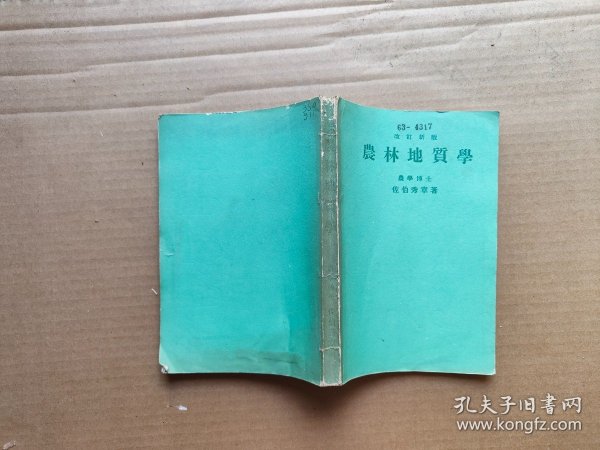 63-4317
改訂新版
農林地質學
農學博士
佐伯秀章著
孔夫子旧书网
www.kongfz.com